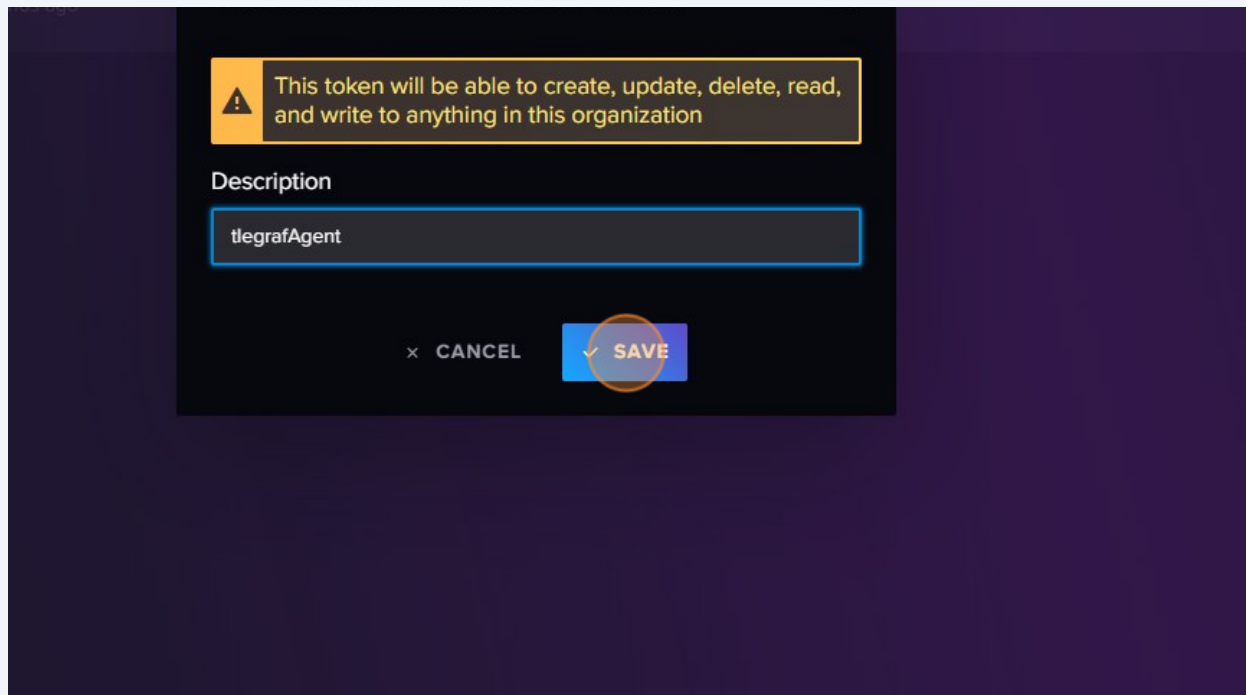 This token will be able to create, update, delete, read,
and write to anything in this organization
Description
tlegrafAgent
× CANCEL
✓ SAVE